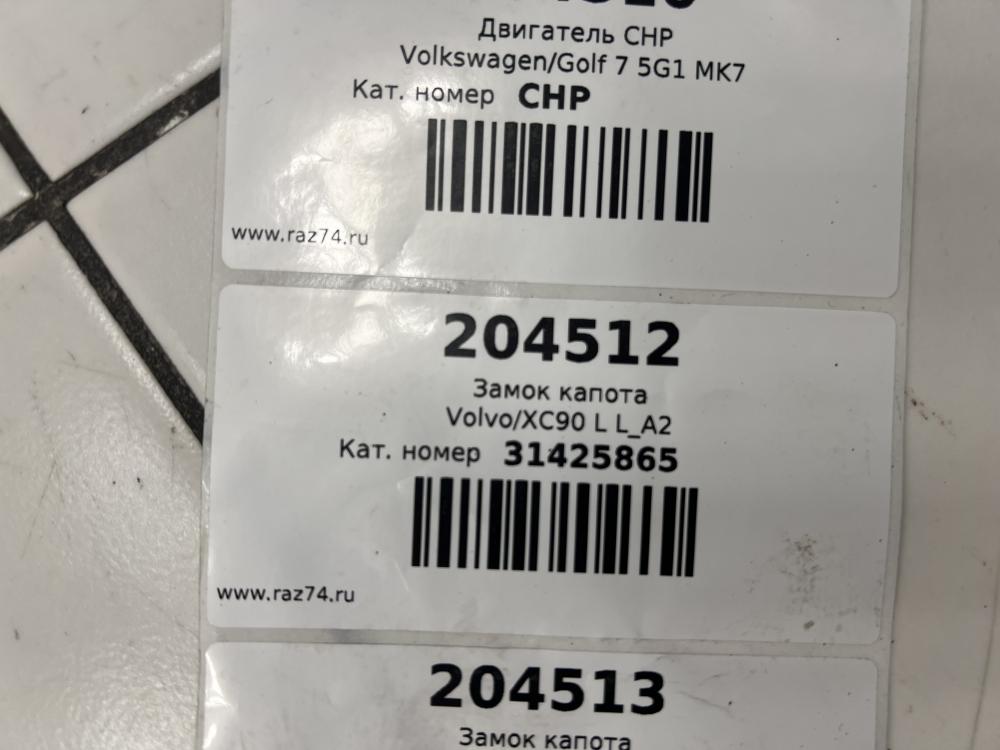 Двигатель CHP
Volkswagen/Golf 7 5G1 MK7
Кат. номер CHP
www.raz74.ru
204512
Замок капота
Volvo/XC90 L L_A2
Кат. номер 31425865
www.raz74.ru
204513
Замок капота